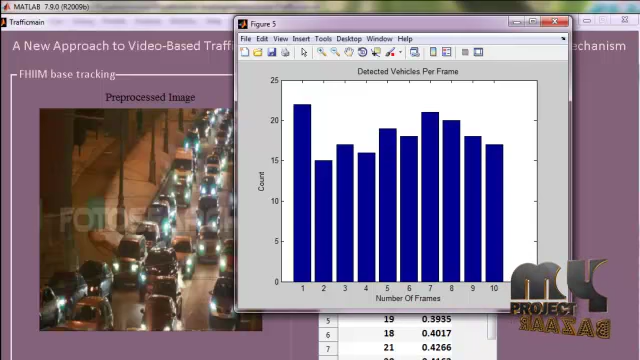 MATLAB 7.9.0 (R2009b)
Trafficmain
A New Approach to Video-Based Traffi
echanism
FHIIM base tracking
Preprocessed Image
Figure 5
File Edit View Insert Tools Desktop Window Help
Detected Vehicles Per Frame
25
20
15
10
5
0
Count
1 2 3 4 5 6 7 8 9 10
Number Of Frames
PROJECT
BAZAAR
5 19 0.3935
6 18 0.4017
7 21 0.4266